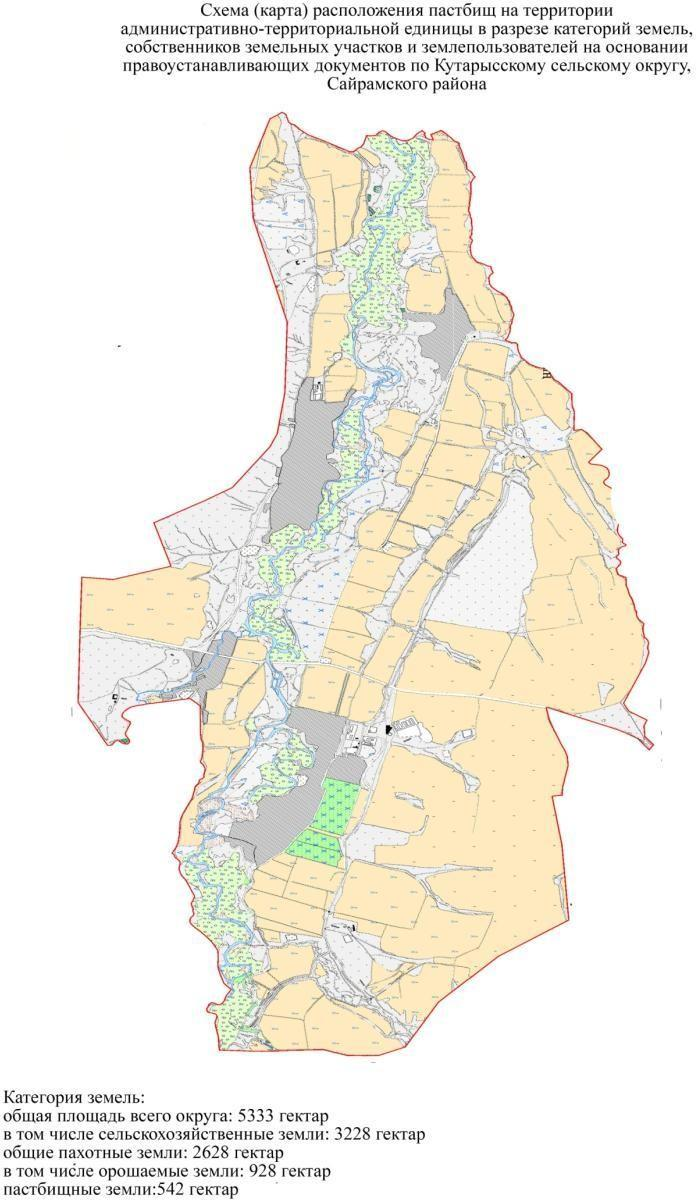 Схема (карта) расположения пастбищ на территории
административно-территориальной единицы в разрезе категорий земель,
собственников земельных участков и землепользователей на основании
правоустанавливающих документов по Кутарысскому сельскому округу,
Сайрамского района
Категория земель:
общая площадь всего округа: 5333 гектар
в том числе сельскохозяйственные земли: 3228 гектар
общие пахотные земли: 2628 гектар
в том числе орошаемые земли: 928 гектар
пастбищные земли:542 гектар